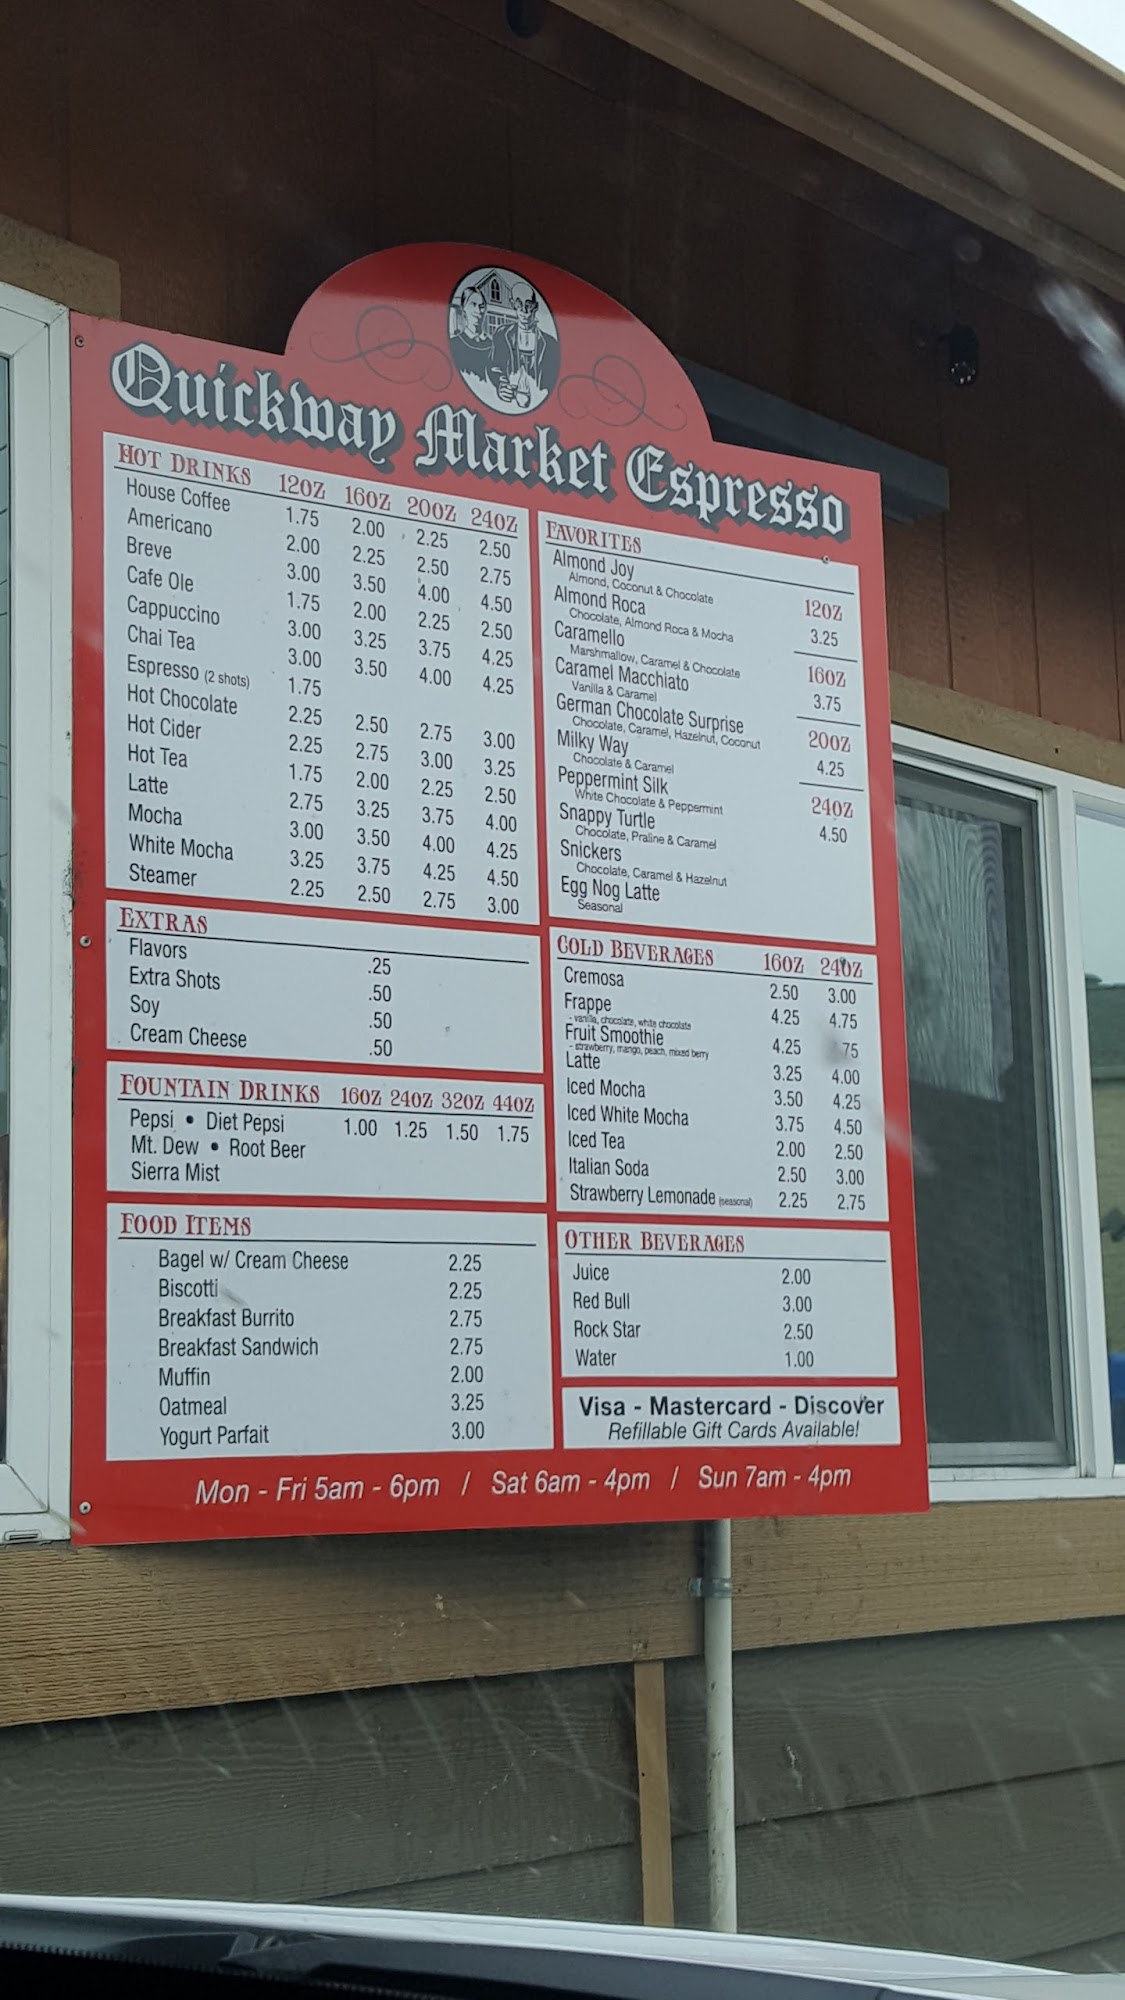 Quickway Market Espresso
HOT DRINKS 12OZ 16OZ 20OZ 24OZ
House Coffee 1.75 2.00 2.25 2.50
Americano 2.00 2.25 2.50 2.75
Breve 3.00 3.50 4.00 4.50
Cafe Ole 1.75 2.00 2.25 2.50
Cappuccino 3.00 3.25 3.75 4.25
Chai Tea 3.00 3.50 4.00 4.25
Espresso (2 shots) 1.75
Hot Chocolate 2.25 2.50 2.75 3.00
Hot Cider 2.25 2.75 3.00 3.25
Hot Tea 1.75 2.00 2.25 2.50
Latte 2.75 3.25 3.75 4.00
Mocha 3.00 3.50 4.00 4.25
White Mocha 3.25 3.75 4.25 4.50
Steamer 2.25 2.50 2.75 3.00
EXTRAS
Flavors .25
Extra Shots .50
Soy .50
Cream Cheese .50
FOUNTAIN DRINKS 16OZ 24OZ 32OZ 44OZ
Pepsi • Diet Pepsi 1.00 1.25 1.50 1.75
Mt. Dew • Root Beer
Sierra Mist
FOOD ITEMS
Bagel w/ Cream Cheese 2.25
Biscotti 2.25
Breakfast Burrito 2.75
Breakfast Sandwich 2.75
Muffin 2.00
Oatmeal 3.25
Yogurt Parfait 3.00
FAVORITES
Almond Joy
Almond, Coconut & Chocolate
Almond Roca
Chocolate, Almond Roca & Mocha
Caramello
Marshmallow, Caramel & Chocolate
Caramel Macchiato
Vanilla & Caramel
German Chocolate Surprise
Chocolate, Caramel, Hazelnut, Coconut
Milky Way
Chocolate & Caramel
Peppermint Silk
White Chocolate & Peppermint
Snappy Turtle
Chocolate, Praline & Caramel
Snickers
Chocolate, Caramel & Hazelnut
Egg Nog Latte
Seasonal
12OZ
3.25
16OZ
3.75
20OZ
4.25
24OZ
4.50
COLD BEVERAGES 16OZ 24OZ
Cremosa 2.50 3.00
Frappe 4.25 4.75
- vanilla, chocolate, white chocolate
Fruit Smoothie 4.25 75
- strawberry, mango, peach, mixed berry
Latte 3.25 4.00
Iced Mocha 3.50 4.25
Iced White Mocha 3.75 4.50
Iced Tea 2.00 2.50
Italian Soda 2.50 3.00
Strawberry Lemonade (seasonal) 2.25 2.75
OTHER BEVERAGES
Juice 2.00
Red Bull 3.00
Rock Star 2.50
Water 1.00
Visa - Mastercard - Discover
Refillable Gift Cards Available!
Mon - Fri 5am - 6pm / Sat 6am - 4pm / Sun 7am - 4pm